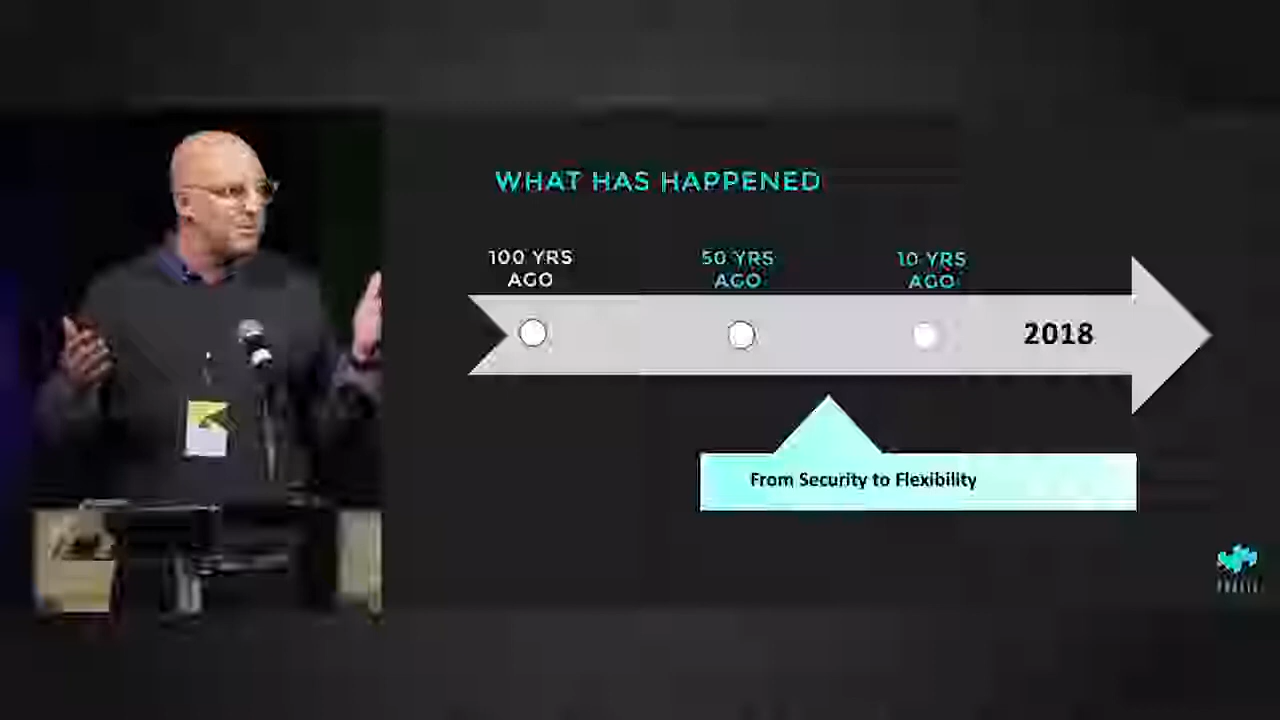 WHAT HAS HAPPENED
100 YRS
AGO
50 YRS
AGO
10 YRS
AGO
2018
From Security to Flexibility